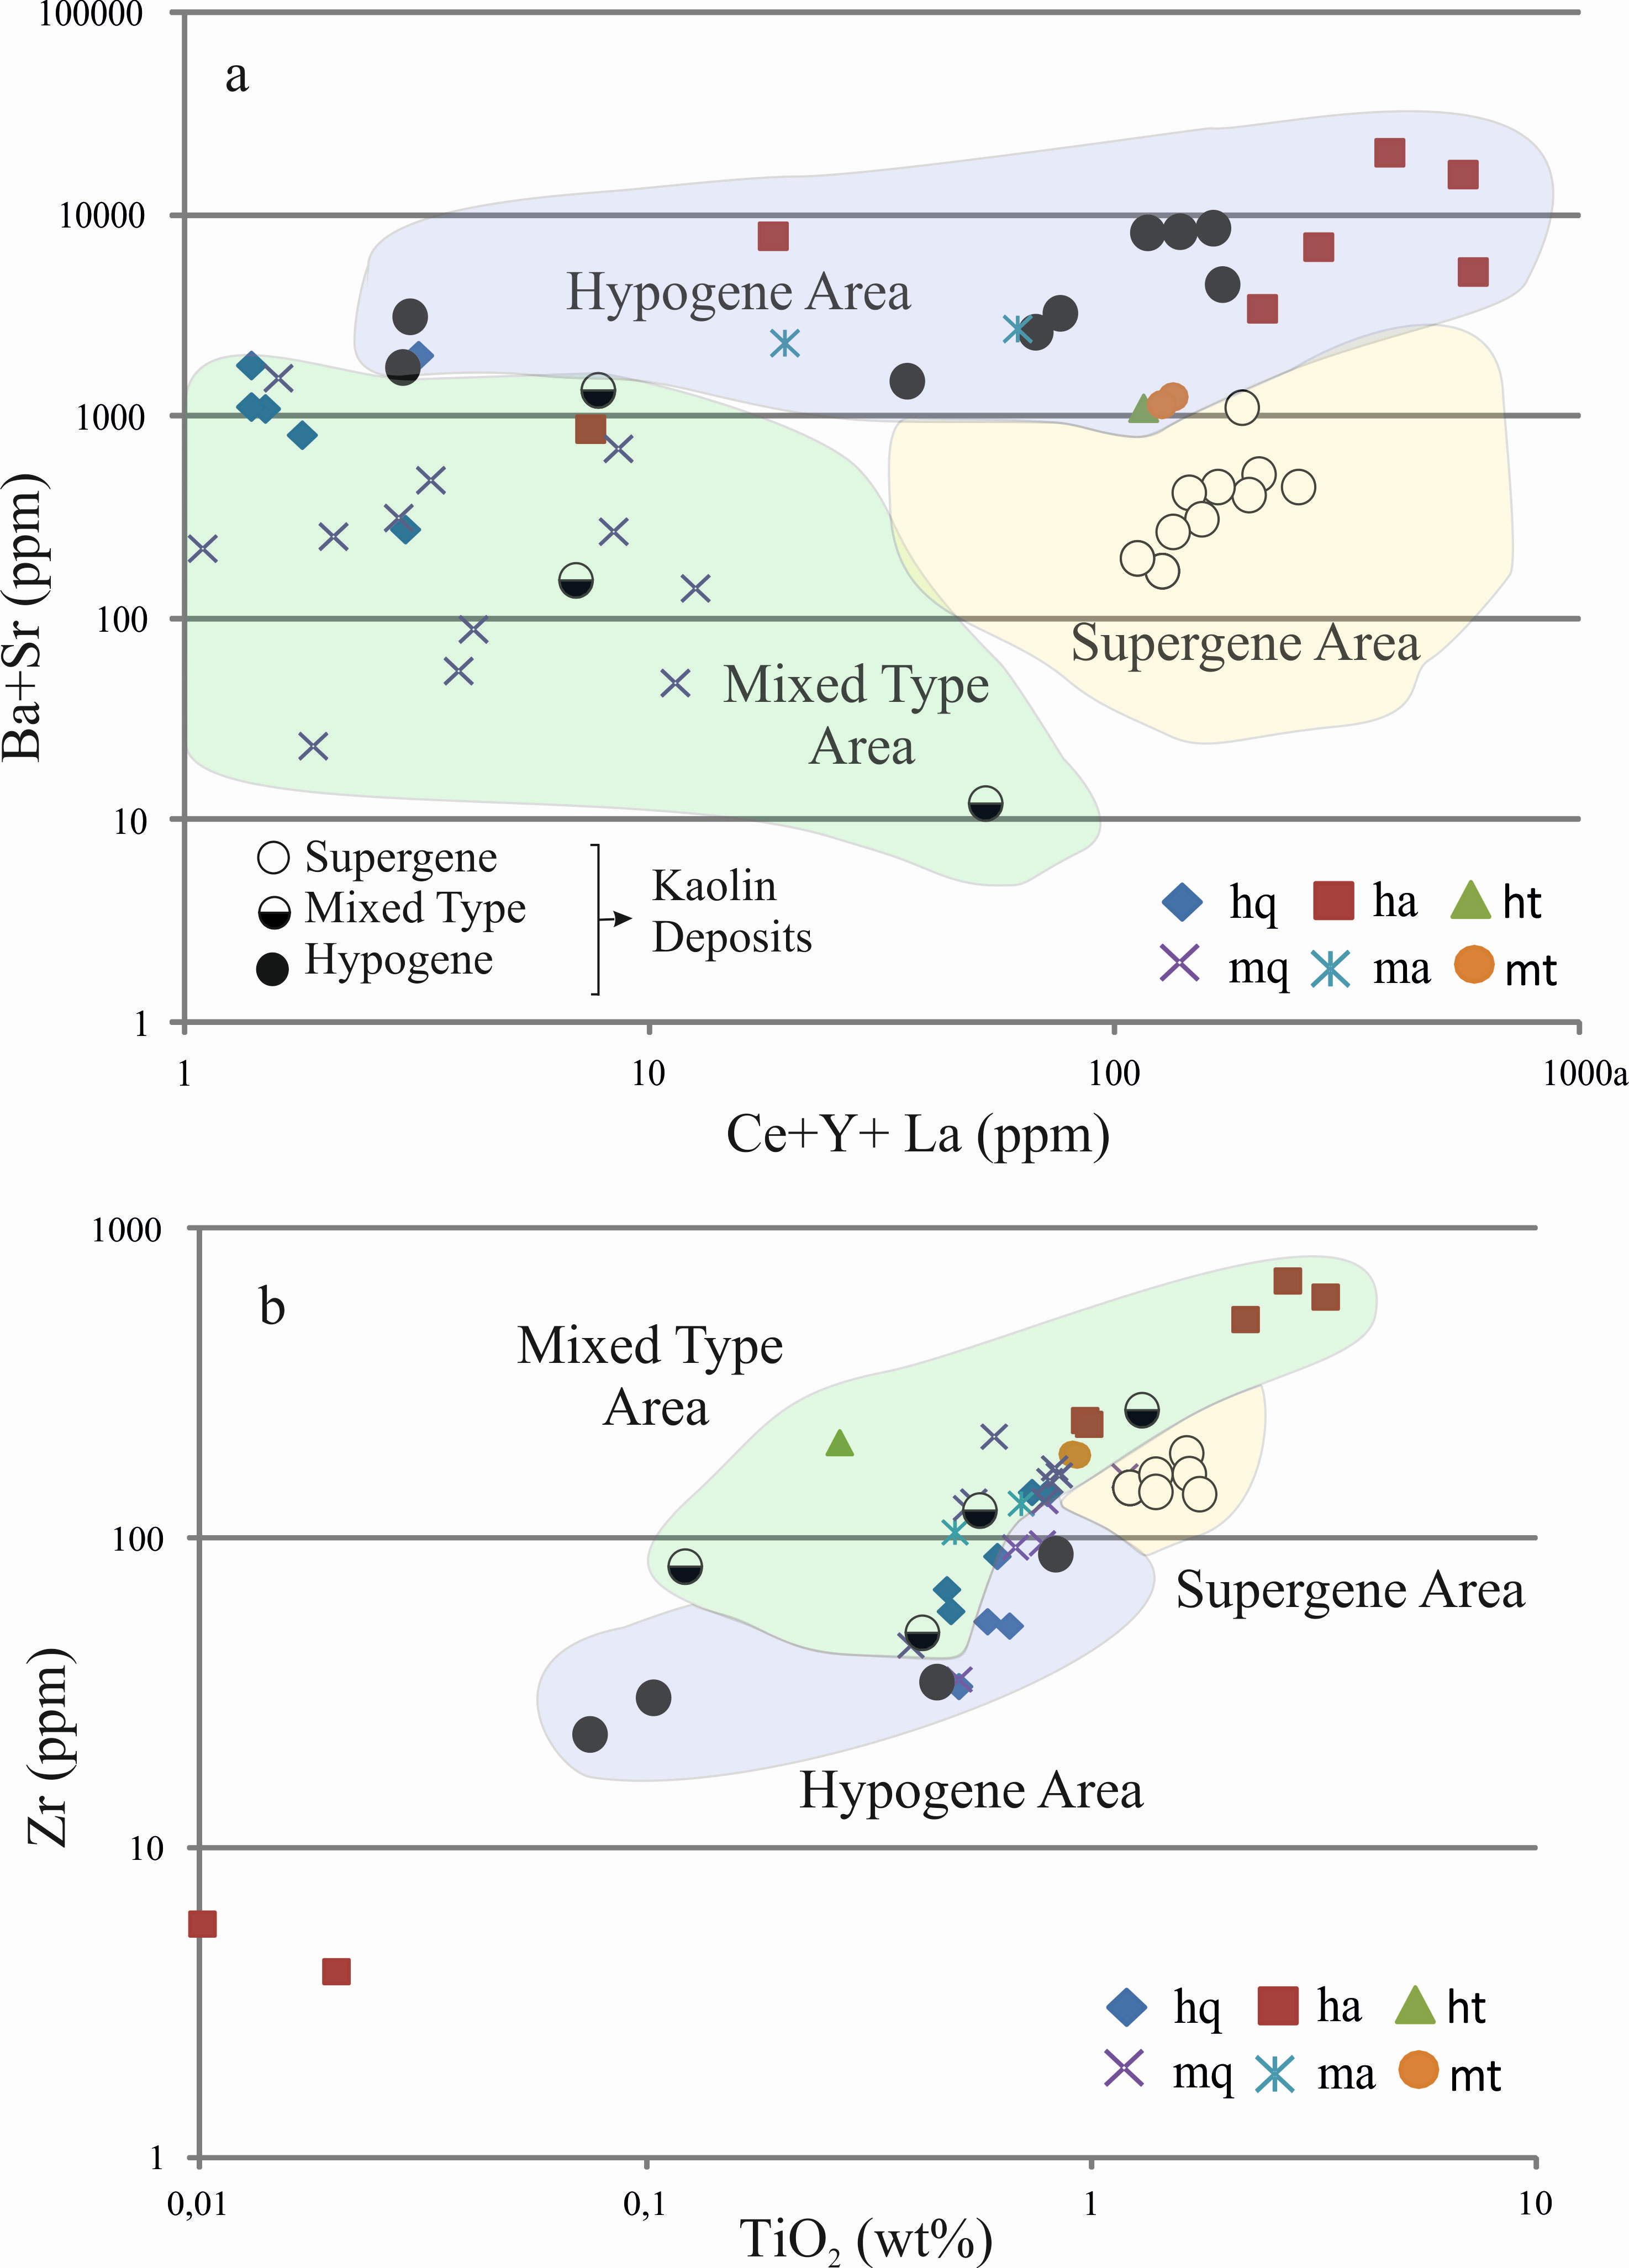 100000
a
10000
Hypogene Area
1000
Ba+Sr (ppm)
100
Supergene Area
Mixed Type
Area
10
Supergene
Mixed Type
Hypogene
Kaolin
Deposits
hq ha ht
mq ma mt
1
1 10 100 1000a
Ce+Y+ La (ppm)
1000
b
Mixed Type
Area
100
Supergene Area
Zr (ppm)
Hypogene Area
10
hq ha ht
mq ma mt
1
0,01 0,1 1 10
TiO₂ (wt%)